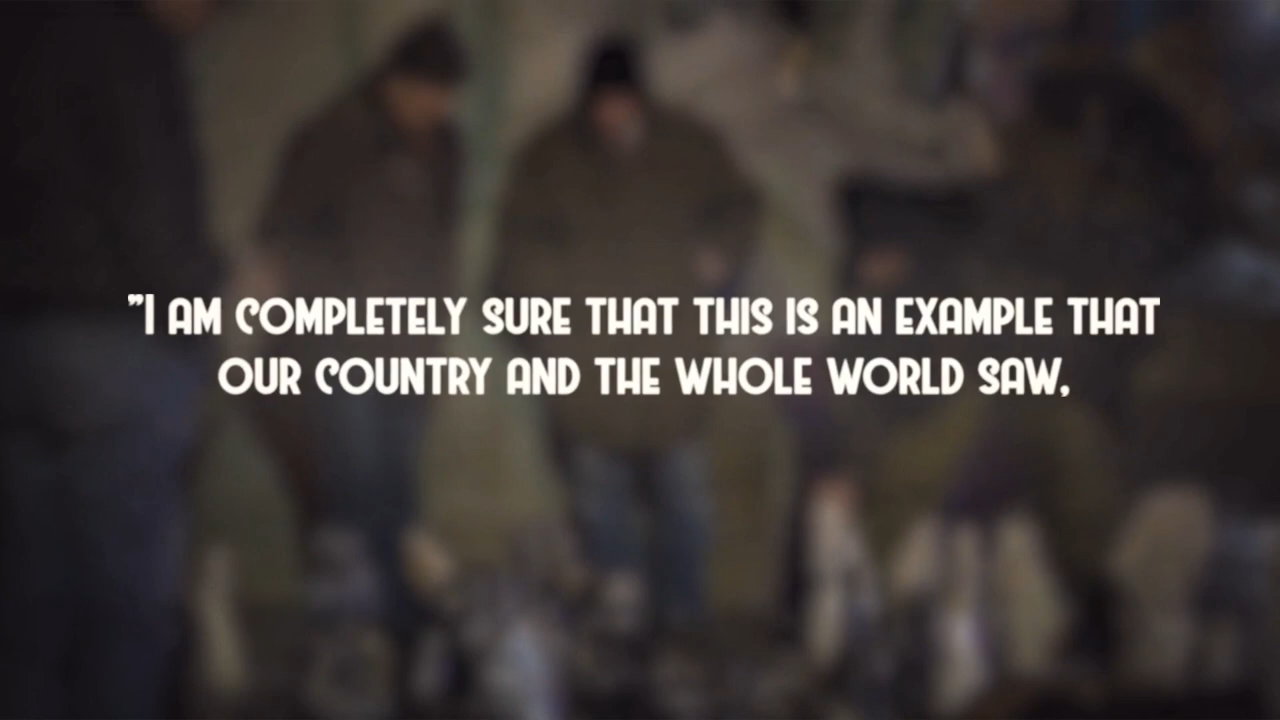 "I AM COMPLETELY SURE THAT THIS IS AN EXAMPLE THAT
OUR COUNTRY AND THE WHOLE WORLD SAW,